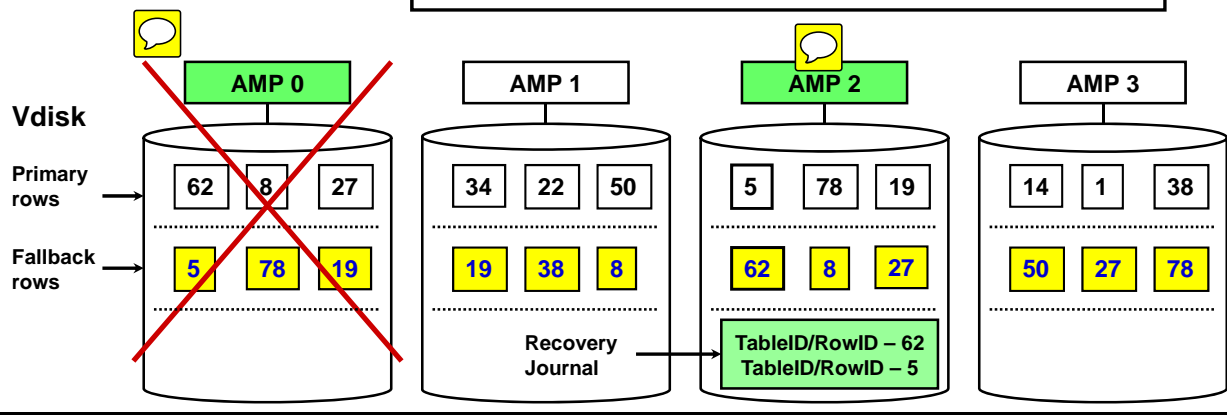 AMP 0
AMP 1
AMP 2
AMP 3
Vdisk
Primary
rows
62 8 27
34 22 50
5 78 19
14 1 38
Fallback
rows
5 78 19
19 38 8
62 8 27
50 27 78
Recovery
Journal
TableID/RowID – 62
TableID/RowID – 5